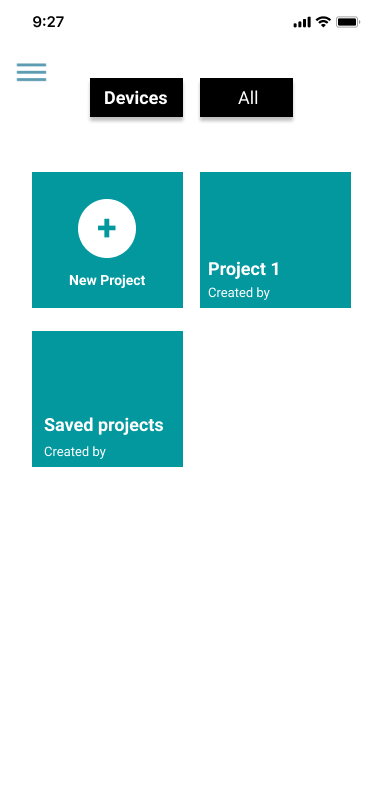 9:27
Devices
All
New Project
Project 1
Created by
Saved projects
Created by